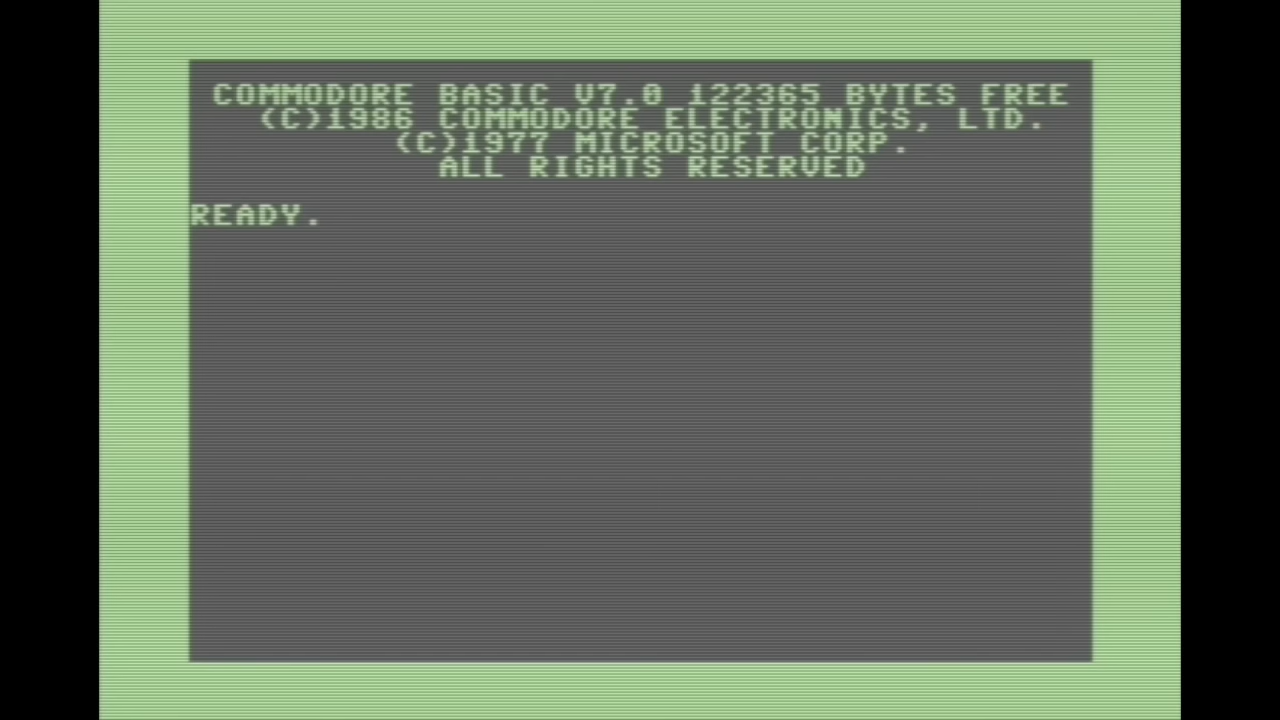 COMMODORE BASIC V7.0 122365 BYTES FREE
(C)1986 COMMODORE ELECTRONICS, LTD.
(C)1977 MICROSOFT CORP.
ALL RIGHTS RESERVED
READY.